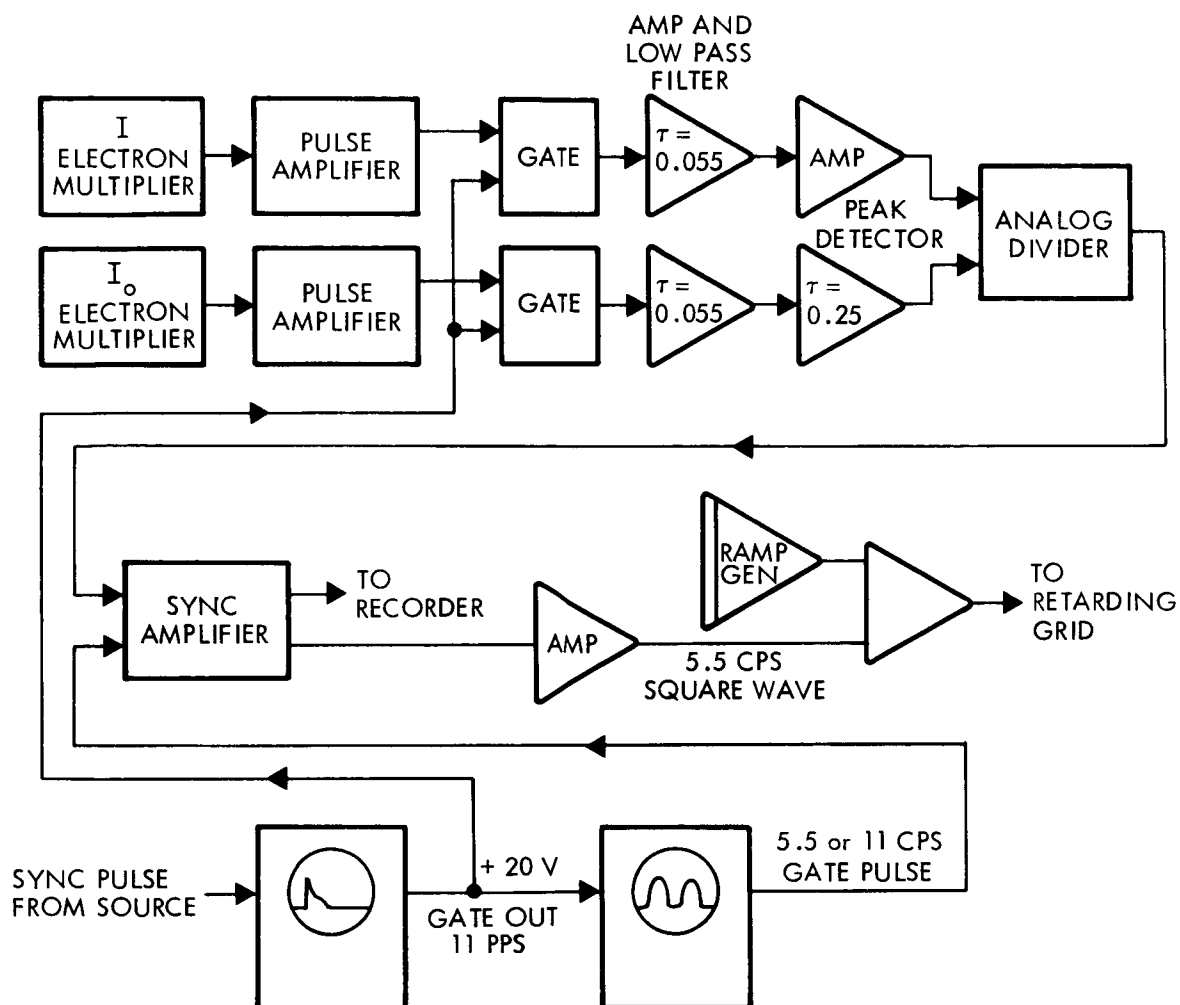 AMP AND
LOW PASS
FILTER
I
ELECTRON
MULTIPLIER
PULSE
AMPLIFIER
GATE
τ =
0.055
AMP
PEAK
DETECTOR
ANALOG
DIVIDER
I₀
ELECTRON
MULTIPLIER
PULSE
AMPLIFIER
GATE
τ =
0.055
τ =
0.25
RAMP
GEN
SYNC
AMPLIFIER
TO
RECORDER
AMP
5.5 CPS
SQUARE WAVE
TO
RETARDING
GRID
SYNC PULSE
FROM SOURCE
+ 20 V
GATE OUT
11 PPS
5.5 or 11 CPS
GATE PULSE